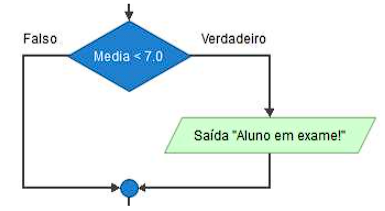 Falso
Verdadeiro
Media < 7.0
Saída "Aluno em exame!"